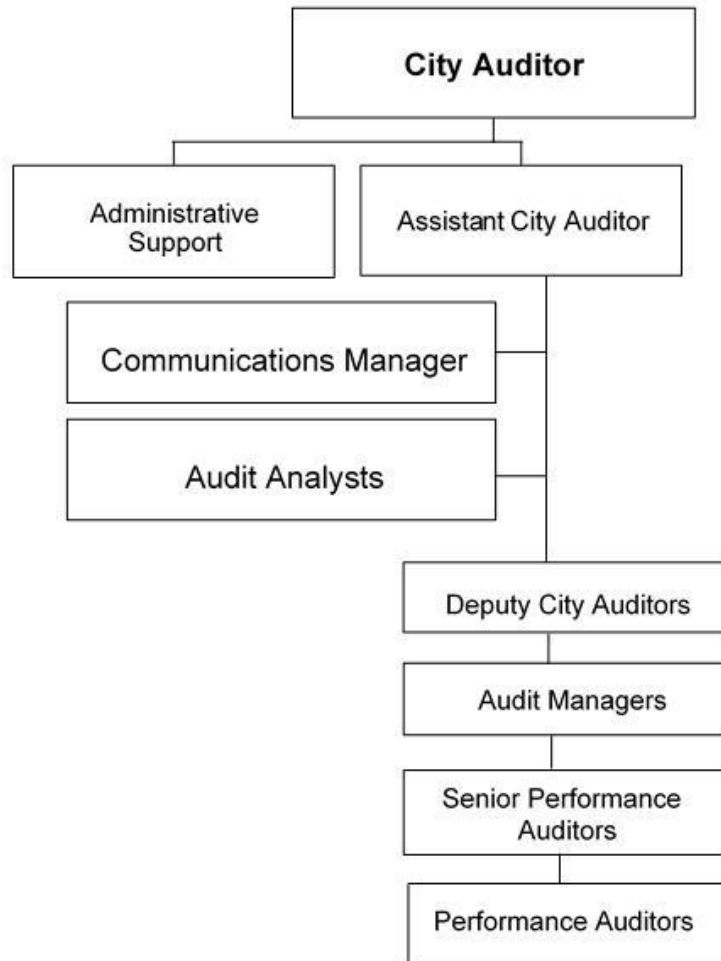 City Auditor
Administrative
Support
Assistant City Auditor
Communications Manager
Audit Analysts
Deputy City Auditors
Audit Managers
Senior Performance
Auditors
Performance Auditors